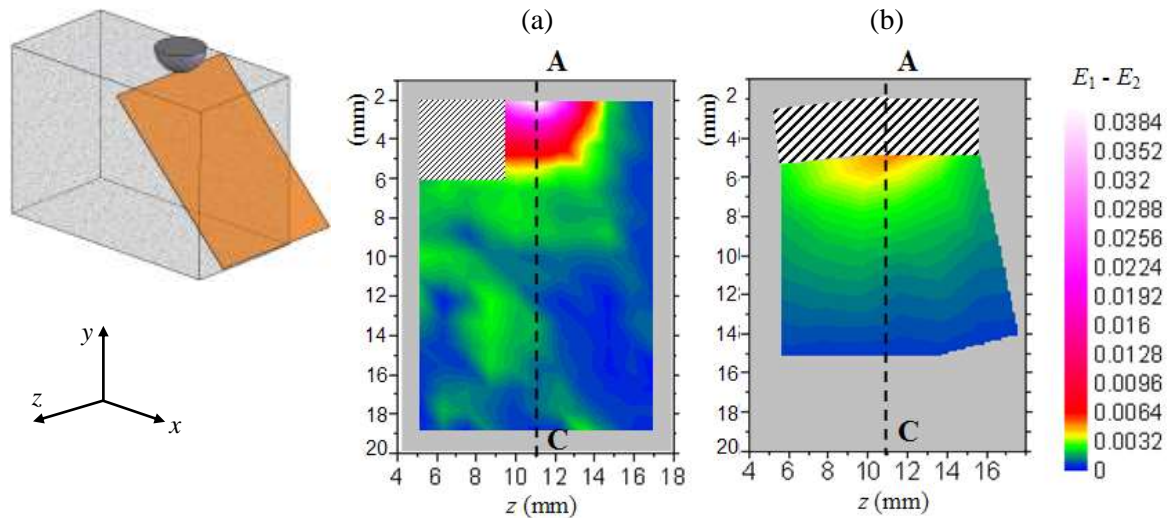 (a)
(b)
A
A
E₁ - E₂
(mm)
2
4
6
8
10
12
14
16
18
20
4 6 8 10 12 14 16 18
z (mm)
C
(mm)
2
4
6
8
10
12
14
16
18
20
4 6 8 10 12 14 16
z (mm)
C
0.0384
0.0352
0.032
0.0288
0.0256
0.0224
0.0192
0.016
0.0128
0.0096
0.0064
0.0032
0
y
z
x